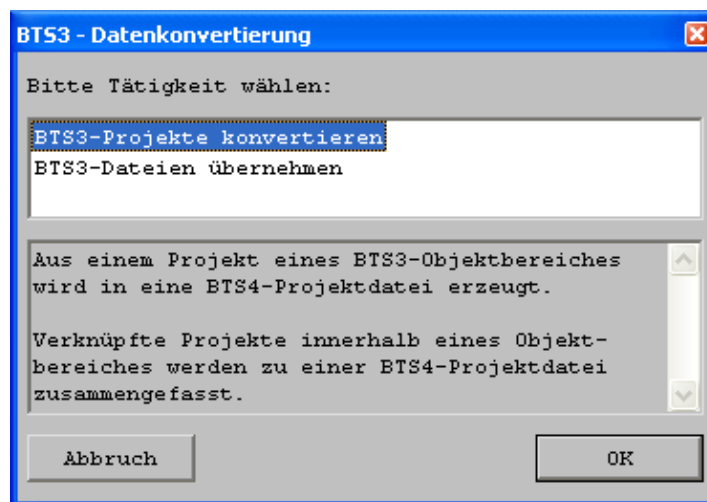 BTS3 - Datenkonvertierung
Bitte Tätigkeit wählen:
BTS3-Projekte konvertieren
BTS3-Dateien übernehmen
Aus einem Projekt eines BTS3-Objektbereiches
wird in eine BTS4-Projektdatei erzeugt.
Verknüpfte Projekte innerhalb eines Objekt-
bereiches werden zu einer BTS4-Projektdatei
zusammengefasst.
Abbruch
OK